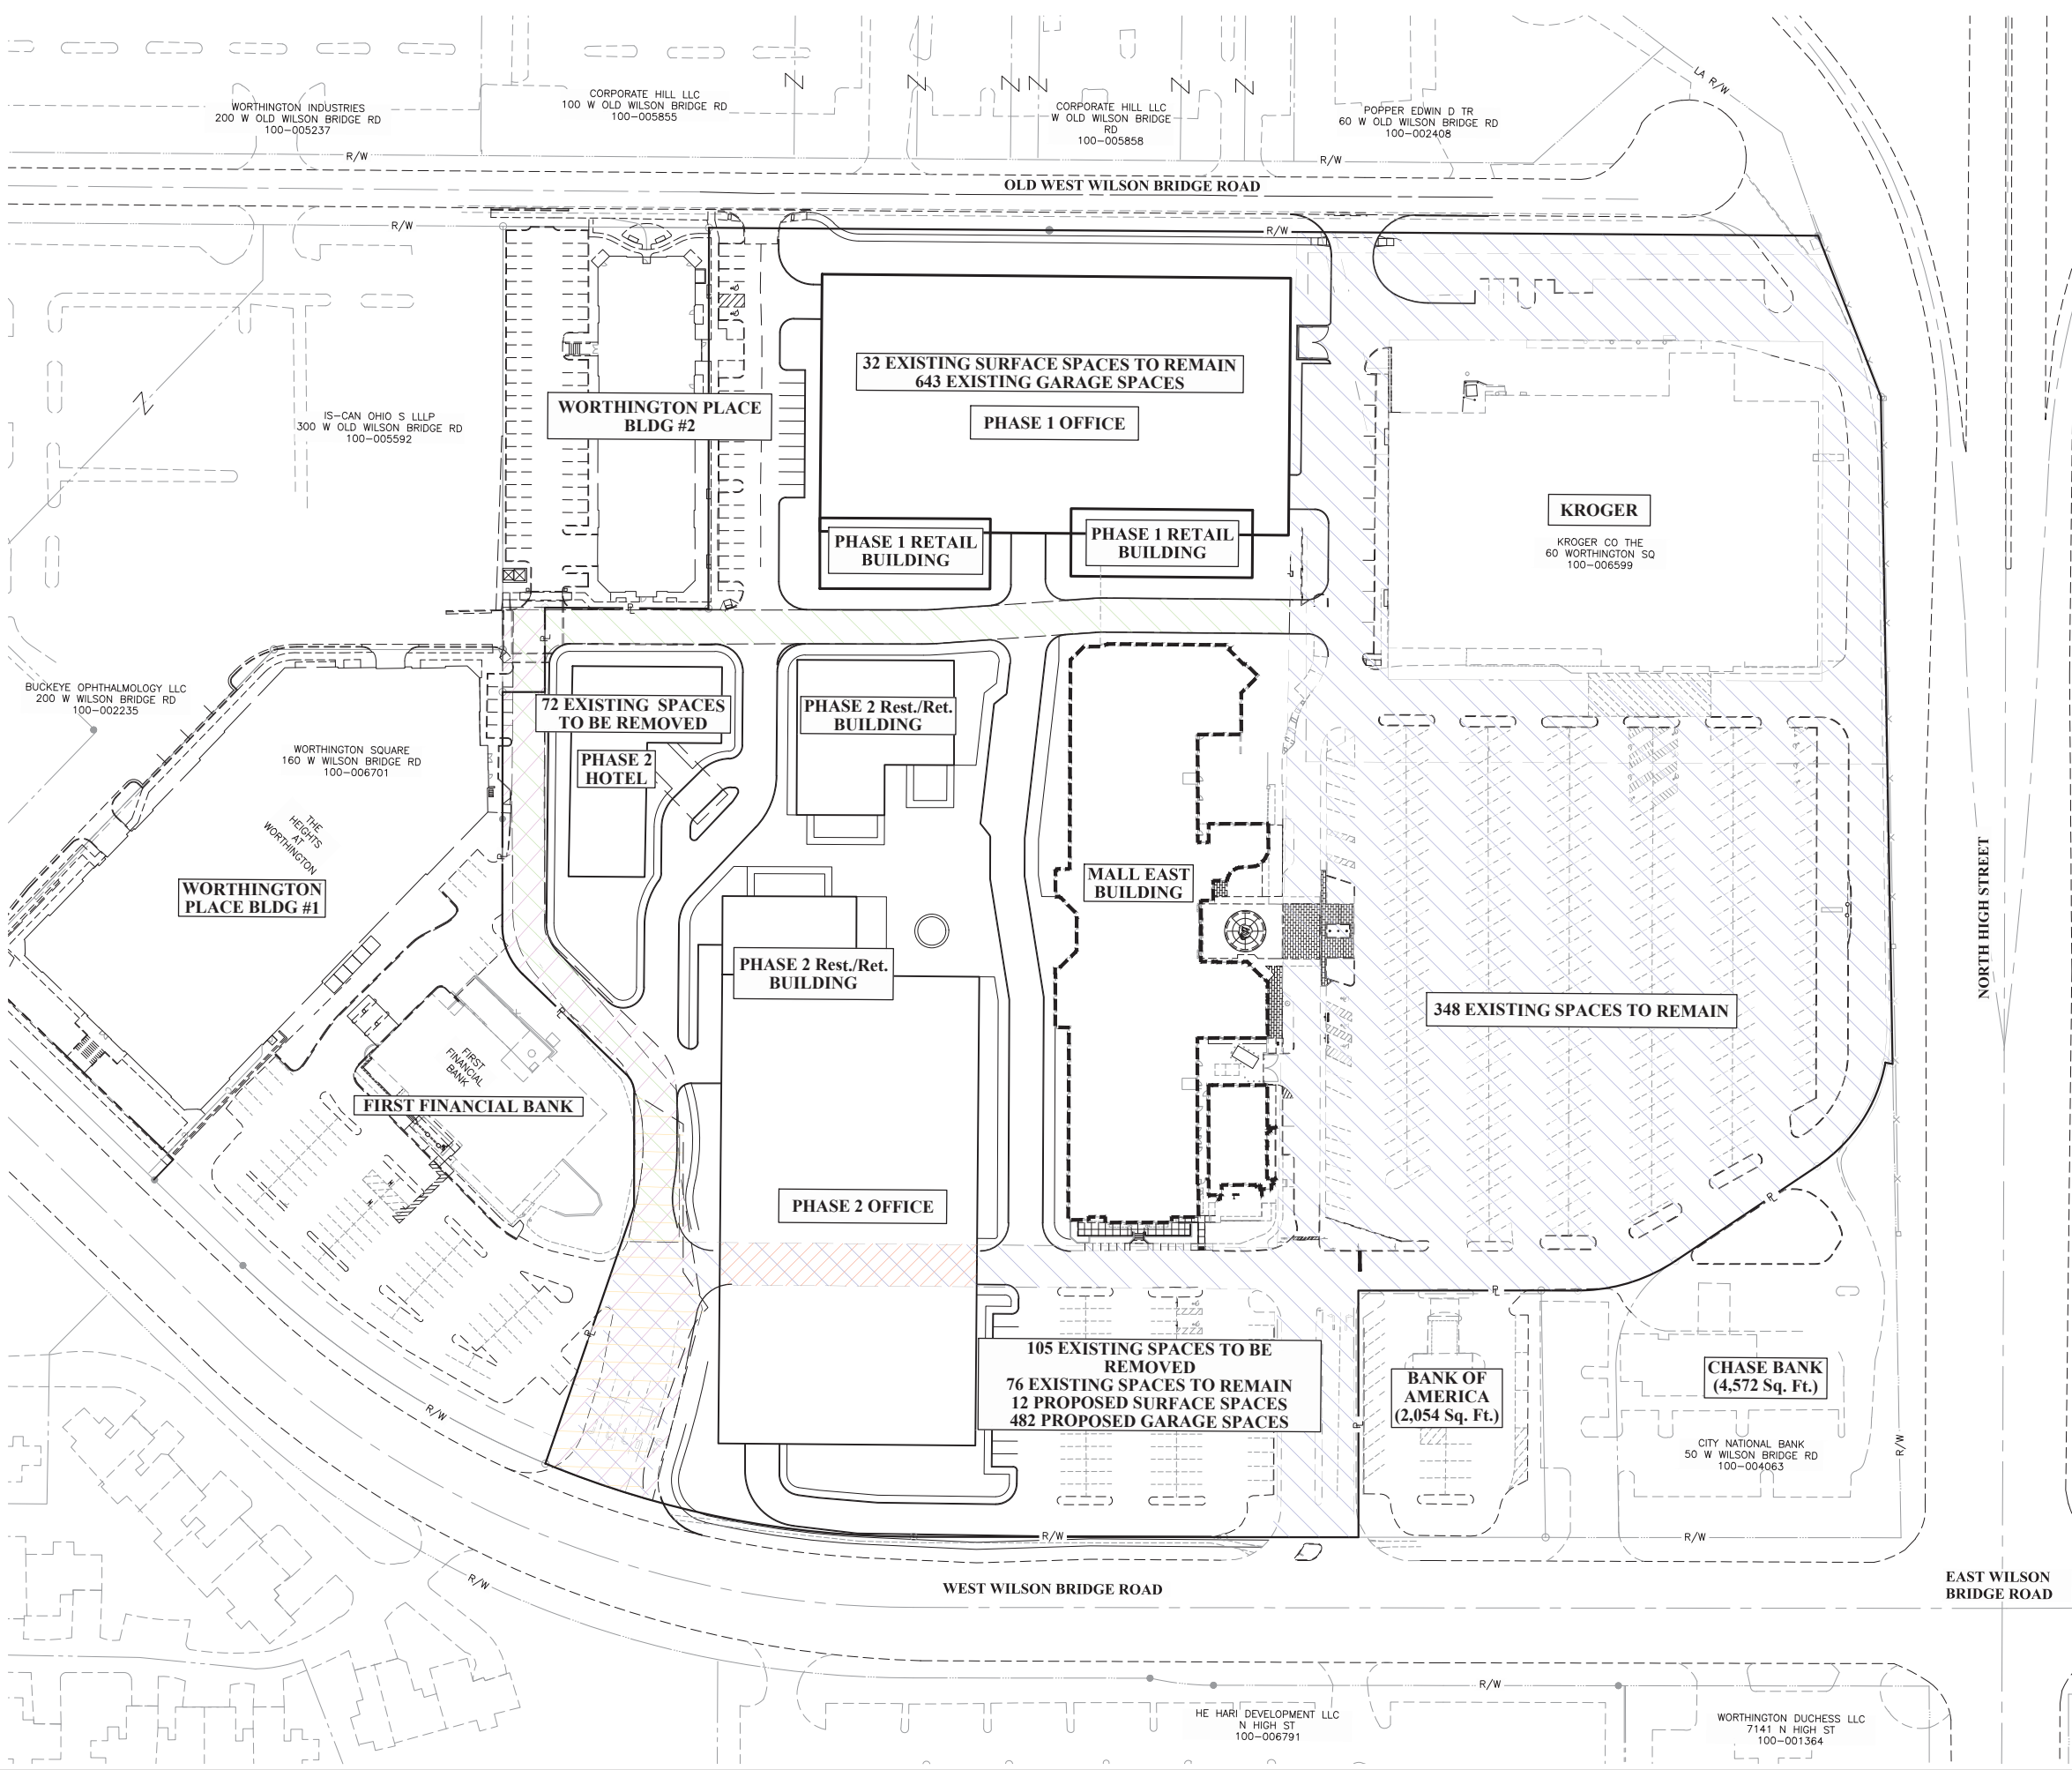 WORTHINGTON INDUSTRIES
200 W OLD WILSON BRIDGE RD
100-005237
CORPORATE HILL LLC
100 W OLD WILSON BRIDGE RD
100-005855
CORPORATE HILL LLC
W OLD WILSON BRIDGE
RD
100-005858
POPPER EDWIN D TR
60 W OLD WILSON BRIDGE RD
100-002408
LA R/W
Z
Z
Z
Z
Z
Z
R/W
R/W
OLD WEST WILSON BRIDGE ROAD
R/W
R/W
32 EXISTING SURFACE SPACES TO REMAIN
643 EXISTING GARAGE SPACES
PHASE 1 OFFICE
WORTHINGTON PLACE
BLDG #2
Z
IS-CAN OHIO S LLLP
300 W OLD WILSON BRIDGE RD
100-005592
KROGER
KROGER CO THE
60 WORTHINGTON SQ
100-006599
PHASE 1 RETAIL
BUILDING
PHASE 1 RETAIL
BUILDING
PL
PL
BUCKEYE OPHTHALMOLOGY LLC
200 W WILSON BRIDGE RD
100-002235
72 EXISTING SPACES
TO BE REMOVED
PHASE 2
HOTEL
PHASE 2 Rest./Ret.
BUILDING
WORTHINGTON SQUARE
160 W WILSON BRIDGE RD
100-006701
THE
HEIGHTS
AT
WORTHINGTON
PL
WORTHINGTON
PLACE BLDG #1
MALL EAST
BUILDING
NORTH HIGH STREET
PHASE 2 Rest./Ret.
BUILDING
348 EXISTING SPACES TO REMAIN
PL
FIRST
FINANCIAL
BANK
FIRST FINANCIAL BANK
PHASE 2 OFFICE
PL
PL
PL
105 EXISTING SPACES TO BE
REMOVED
76 EXISTING SPACES TO REMAIN
12 PROPOSED SURFACE SPACES
482 PROPOSED GARAGE SPACES
BANK OF
AMERICA
(2,054 Sq. Ft.)
CHASE BANK
(4,572 Sq. Ft.)
PL
CITY NATIONAL BANK
50 W WILSON BRIDGE RD
100-004063
R/W
R/W
R/W
R/W
R/W
WEST WILSON BRIDGE ROAD
EAST WILSON
BRIDGE ROAD
R/W
HE HARI DEVELOPMENT LLC
N HIGH ST
100-006791
WORTHINGTON DUCHESS LLC
7141 N HIGH ST
100-001364